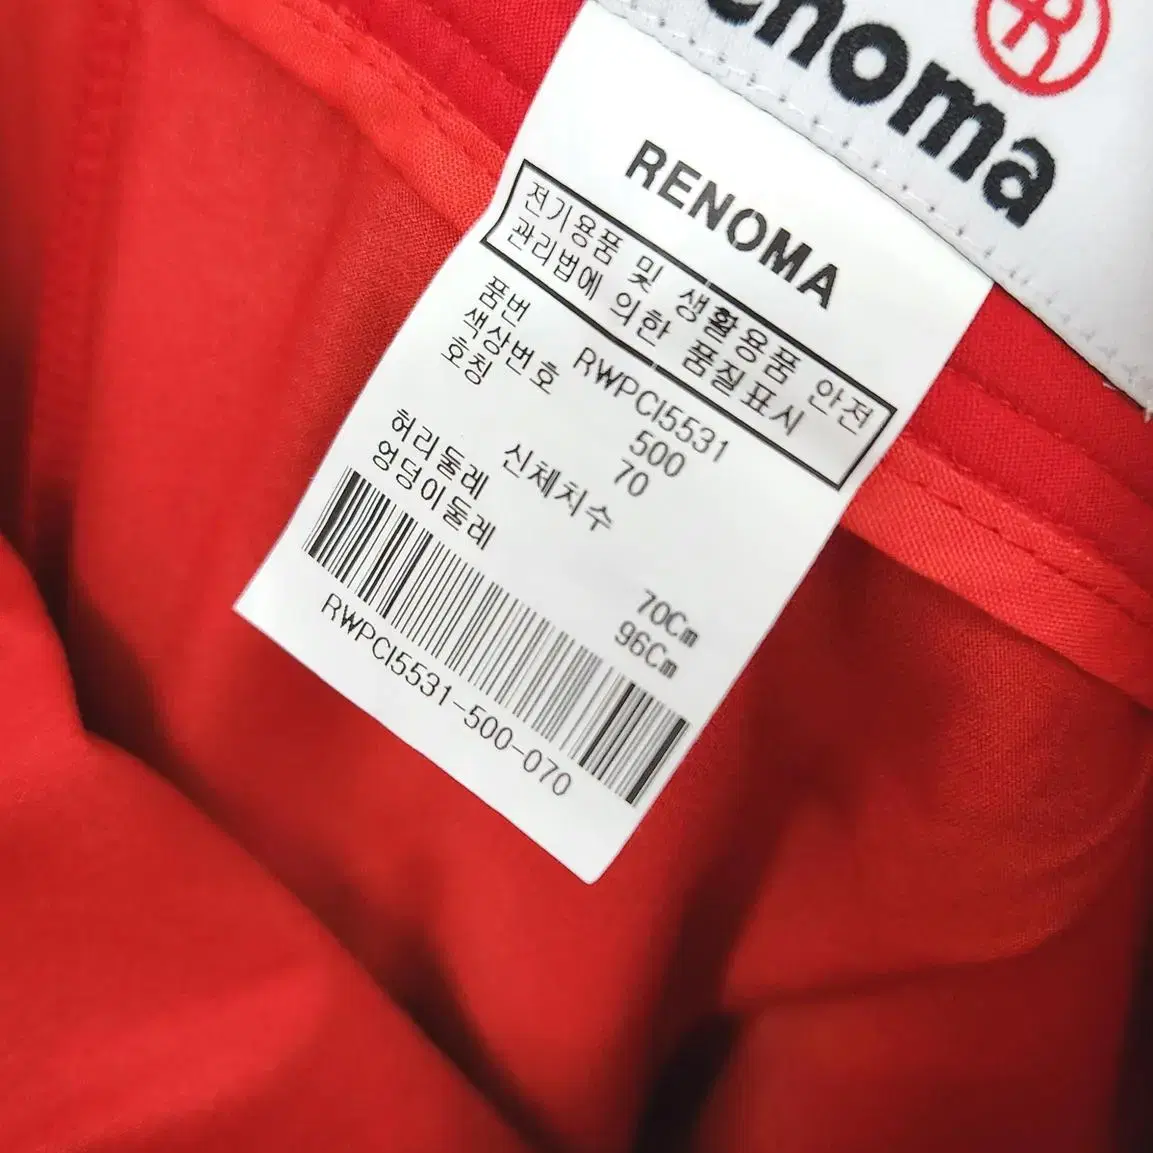 enoma
R
RENOMA
전기용품 및 생활용품 안전
관리법에 의한 품질표시
품번 RWPCI5531
색상번호 500
호칭 70
신체치수
허리둘레 70Cm
엉덩이둘레 96Cm
RWPCI5531-500-070